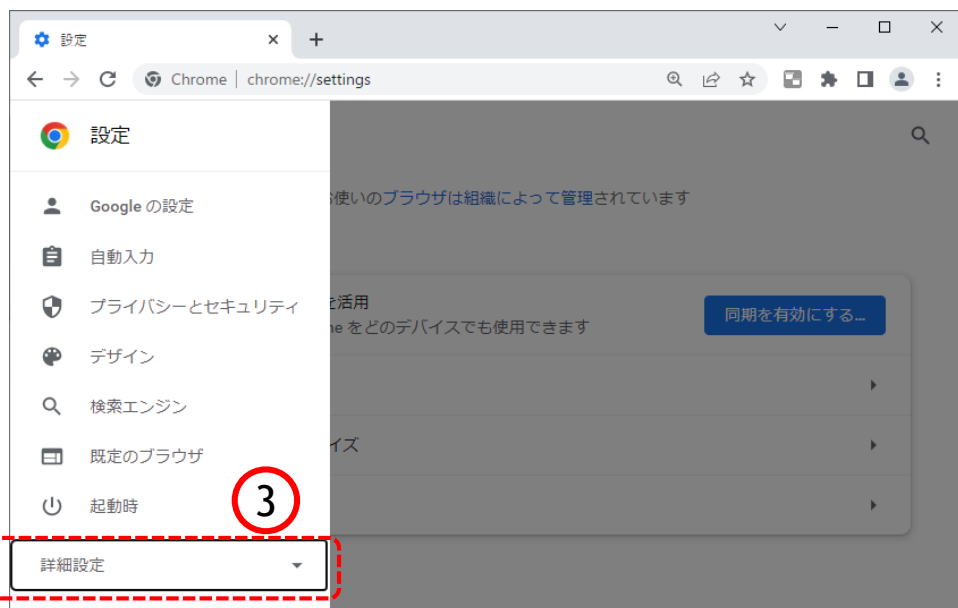 設定
Chrome | chrome://settings
設定
Google の設定
使いのブラウザは組織によって管理されています
自動入力
プライバシーとセキュリティ
を活用
同期を有効にする...
me をどのデバイスでも使用できます
デザイン
検索エンジン
イズ
既定のブラウザ
起動時
3
詳細設定